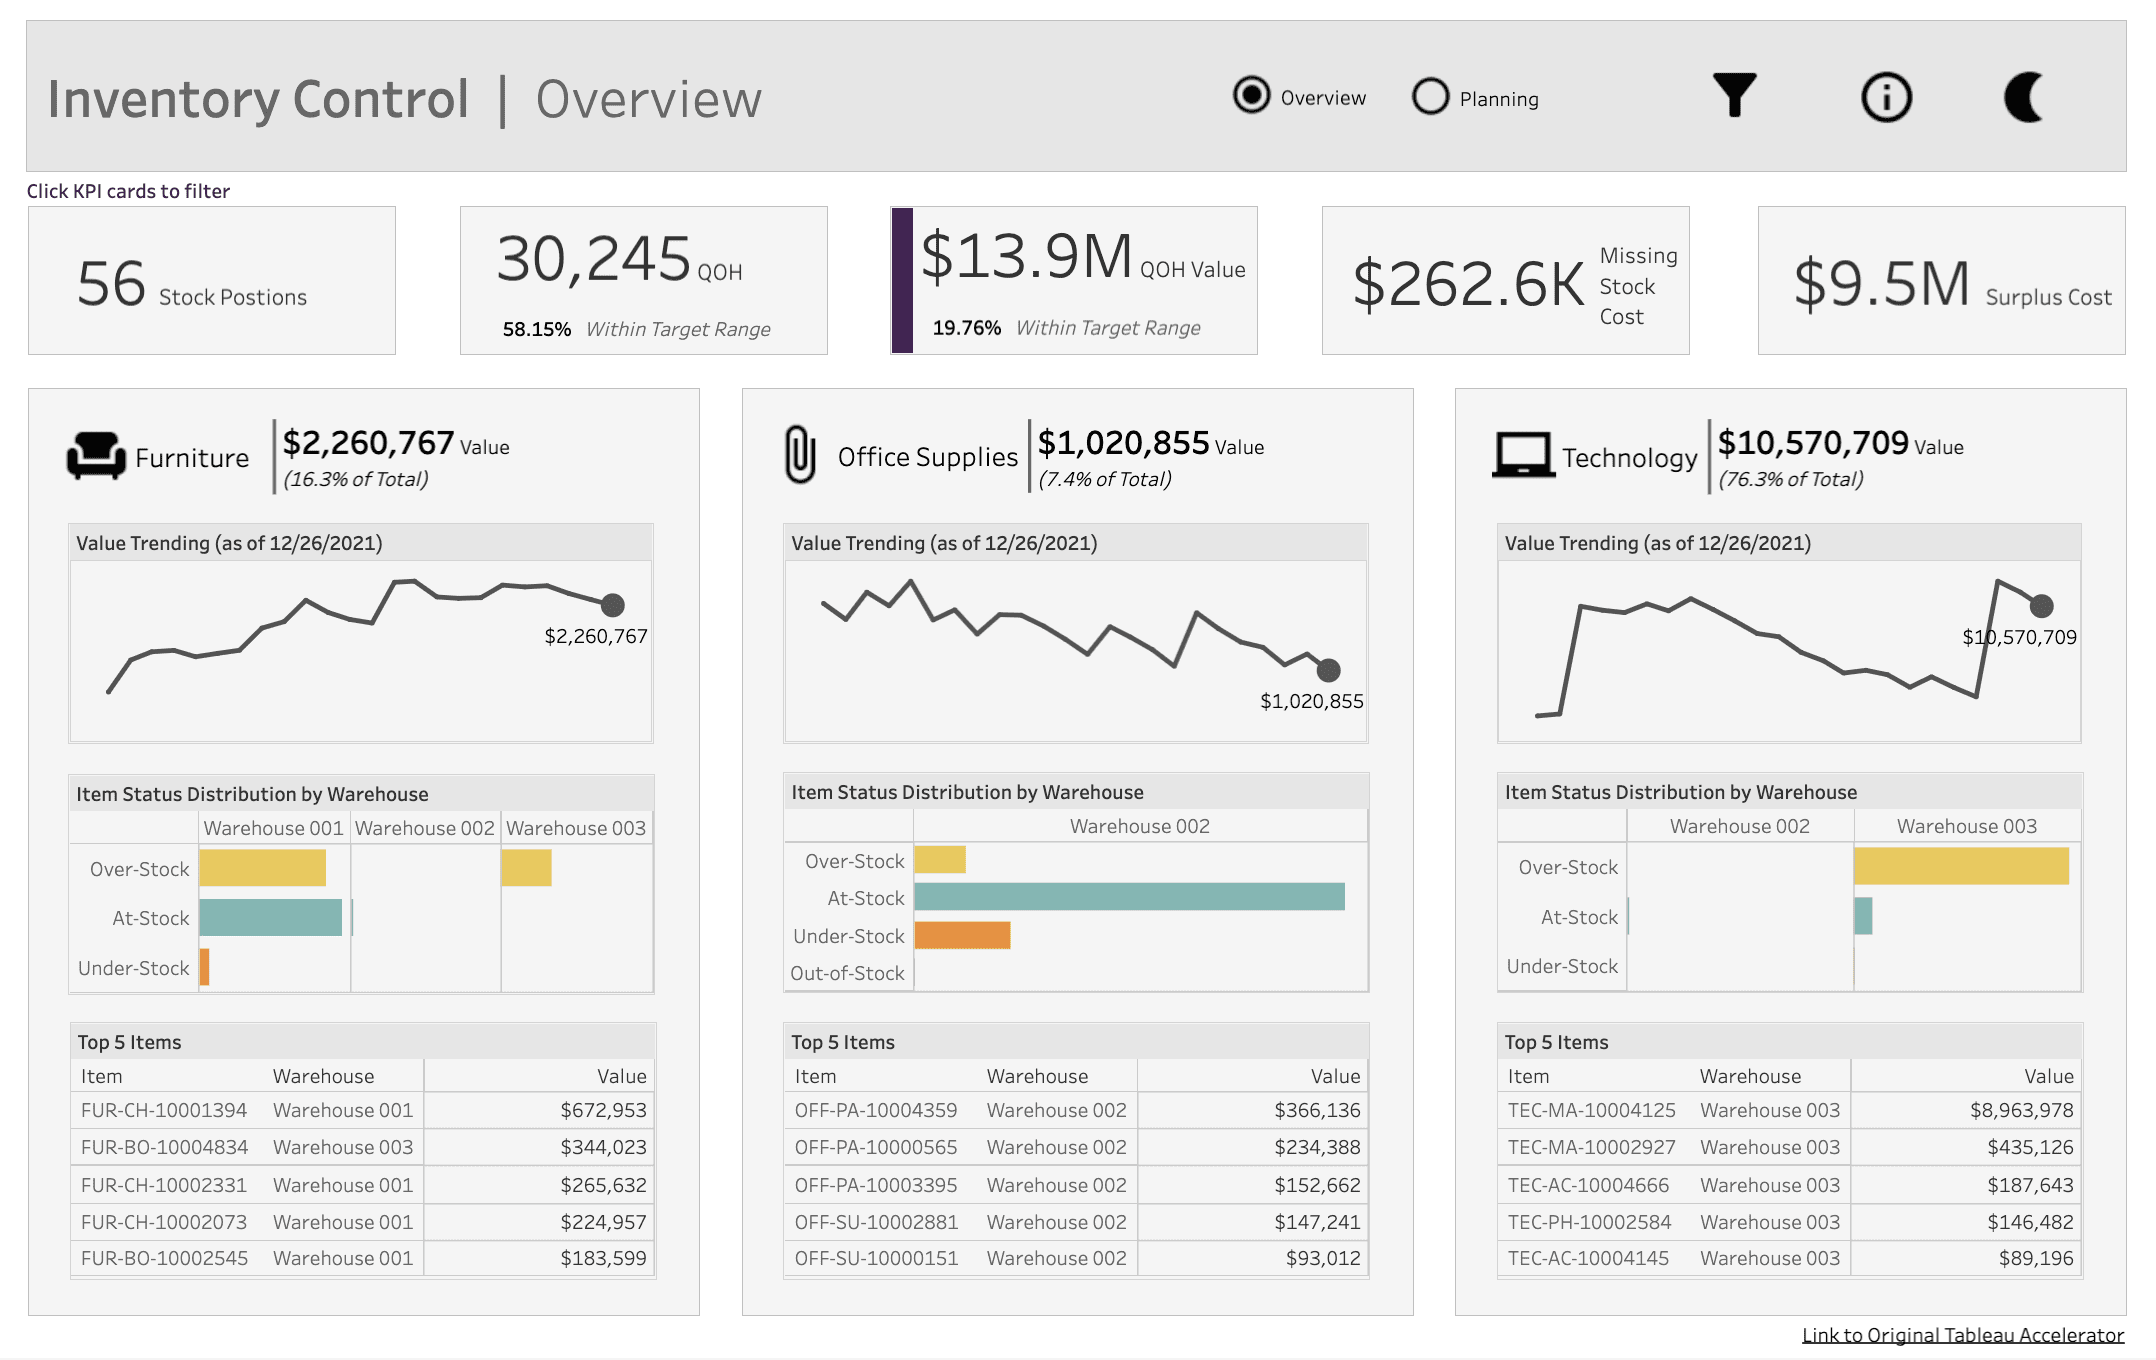 Inventory Control | Overview
Overview
Planning
Click KPI cards to filter
56 Stock Postions
30,245 QOH
58.15% Within Target Range
$13.9M QOH Value
19.76% Within Target Range
$262.6K Missing
Stock
Cost
$9.5M Surplus Cost
Furniture
$2,260,767 Value
(16.3% of Total)
Value Trending (as of 12/26/2021)
$2,260,767
Item Status Distribution by Warehouse
Warehouse 001 Warehouse 002 Warehouse 003
Over-Stock
At-Stock
Under-Stock
Top 5 Items
Item Warehouse Value
FUR-CH-10001394 Warehouse 001 $672,953
FUR-BO-10004834 Warehouse 003 $344,023
FUR-CH-10002331 Warehouse 001 $265,632
FUR-CH-10002073 Warehouse 001 $224,957
FUR-BO-10002545 Warehouse 001 $183,599
Office Supplies
$1,020,855 Value
(7.4% of Total)
Value Trending (as of 12/26/2021)
$1,020,855
Item Status Distribution by Warehouse
Warehouse 002
Over-Stock
At-Stock
Under-Stock
Out-of-Stock
Top 5 Items
Item Warehouse Value
OFF-PA-10004359 Warehouse 002 $366,136
OFF-PA-10000565 Warehouse 002 $234,388
OFF-PA-10003395 Warehouse 002 $152,662
OFF-SU-10002881 Warehouse 002 $147,241
OFF-SU-10000151 Warehouse 002 $93,012
Technology
$10,570,709 Value
(76.3% of Total)
Value Trending (as of 12/26/2021)
$10,570,709
Item Status Distribution by Warehouse
Warehouse 002 Warehouse 003
Over-Stock
At-Stock
Under-Stock
Top 5 Items
Item Warehouse Value
TEC-MA-10004125 Warehouse 003 $8,963,978
TEC-MA-10002927 Warehouse 003 $435,126
TEC-AC-10004666 Warehouse 003 $187,643
TEC-PH-10002584 Warehouse 003 $146,482
TEC-AC-10004145 Warehouse 003 $89,196
Link to Original Tableau Accelerator